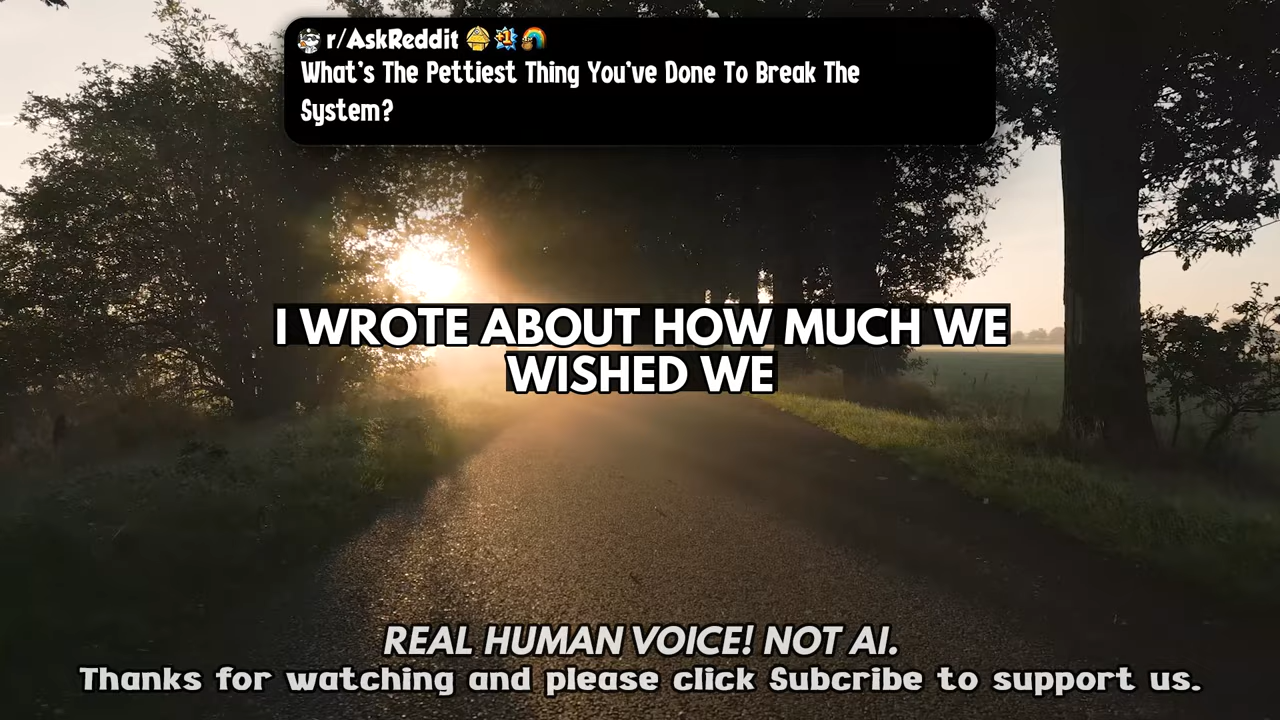 r/AskReddit
What's The Pettiest Thing You've Done To Break The
System?
I WROTE ABOUT HOW MUCH WE
WISHED WE
REAL HUMAN VOICE! NOT AI.
Thanks for watching and please click Subcribe to support us.